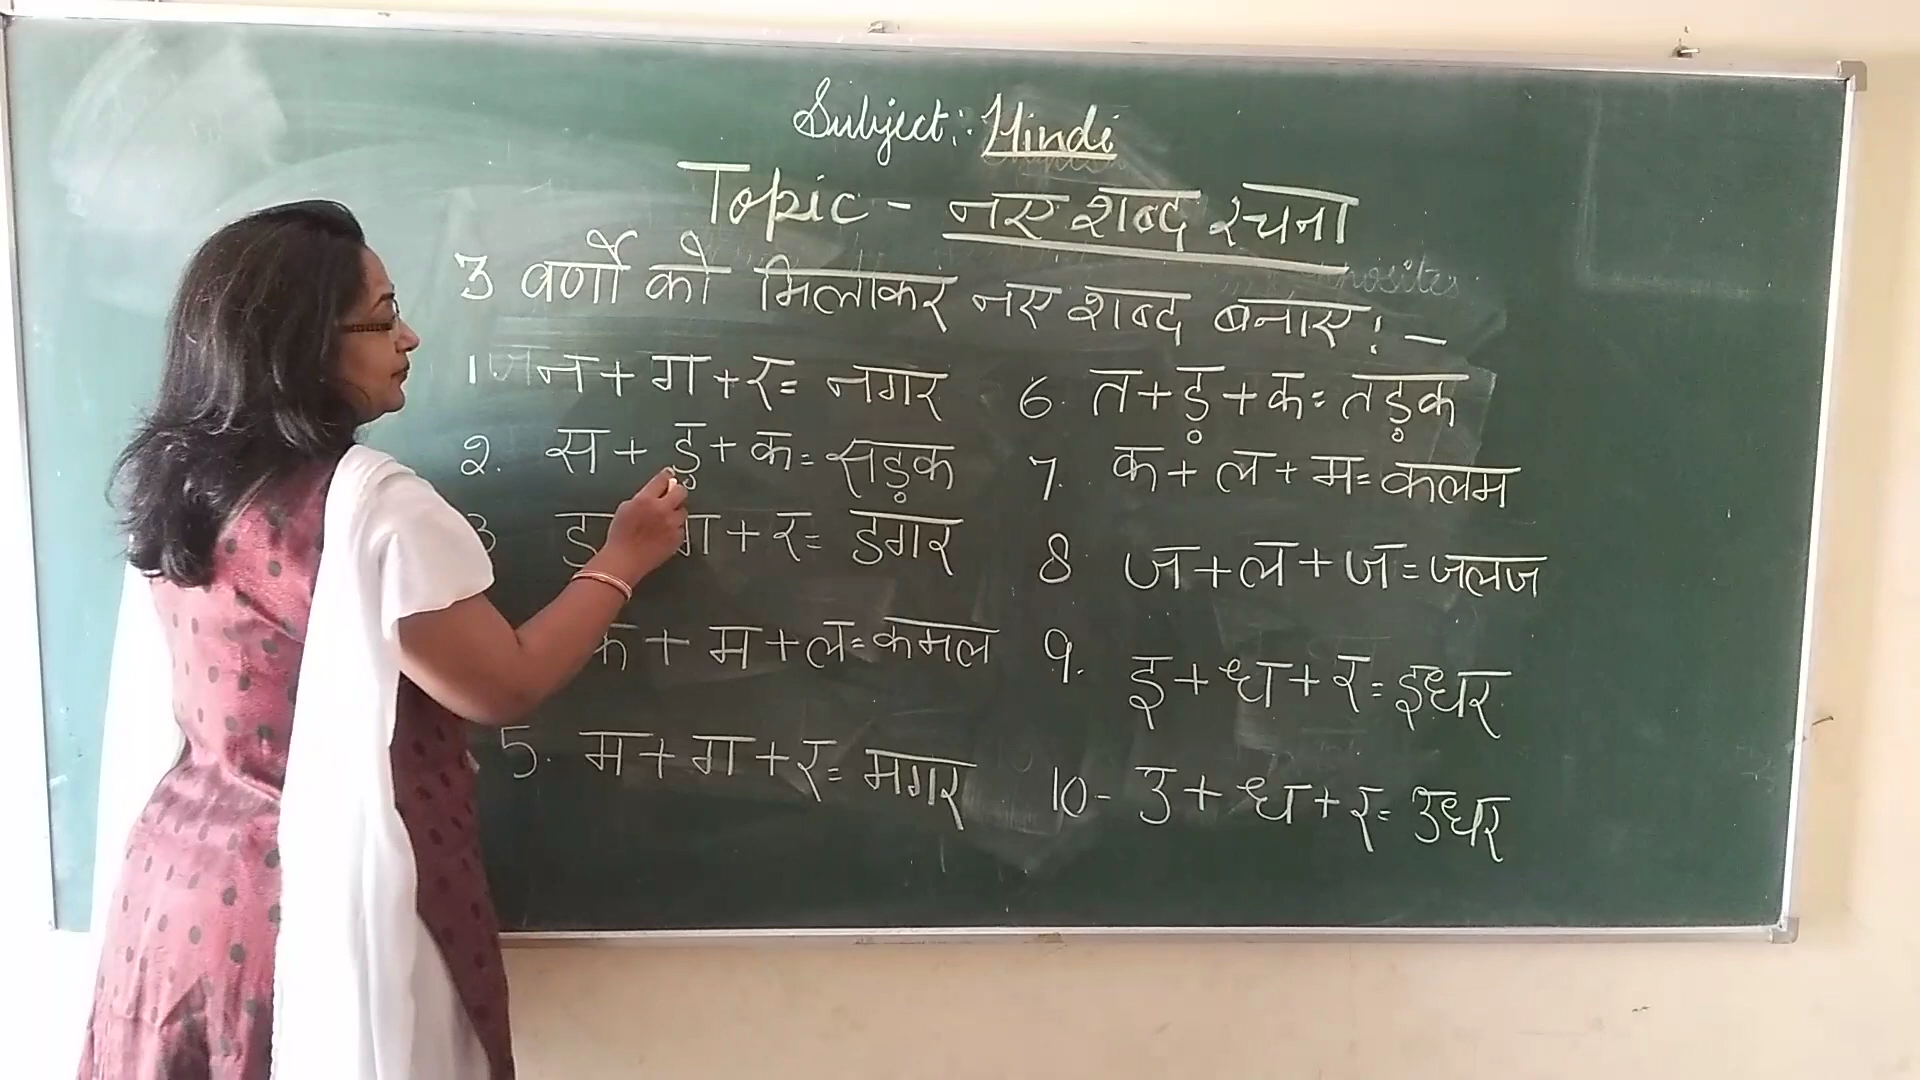 Subject: Hindi
Topic - नए शब्द रचना
3 वर्णों को मिलाकर नए शब्द बनाए :-
1 न + ग + र = नगर
2. स + ड़ + क = सड़क
3 ड ग + र = डगर
क + म + ल = कमल
5. म + ग + र = मगर
6. त + ड़ + क = तड़क
7. क + ल + म = कलम
8 ज + ल + ज = जलज
9. इ + ध + र = इधर
10- उ + ध + र = उधर